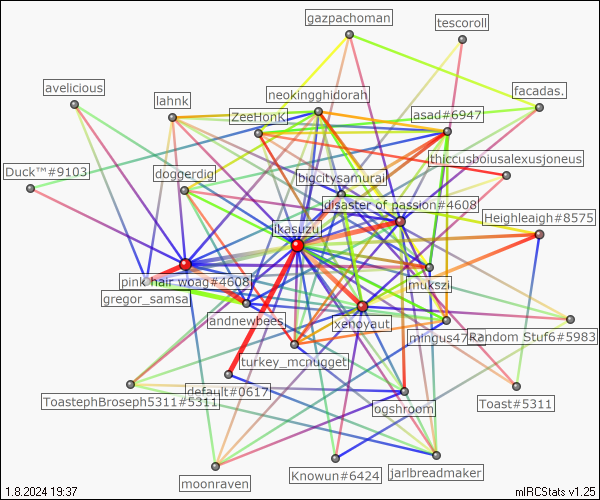 gazpachoman
tescoroll
avelicious
neokingghidorah
facadas.
lahnk
ZeeHonK
asad#6947
thiccusboiusalexusjoneus
Duck™#9103
doggerdig
bigcitysamurai
disaster of passion#4608
Heighleaigh#8575
ikasuzu
pink hair woag#4608
mukszi
gregor_samsa
andnewbees
xenoyaut
mingus47
Random Stuf6#5983
turkey_mcnugget
default#0617
ToastephBroseph5311#5311
Toast#5311
ogshroom
moonraven
Knowun#6424
jarlbreadmaker
1.8.2024 19:37
mIRCStats v1.25